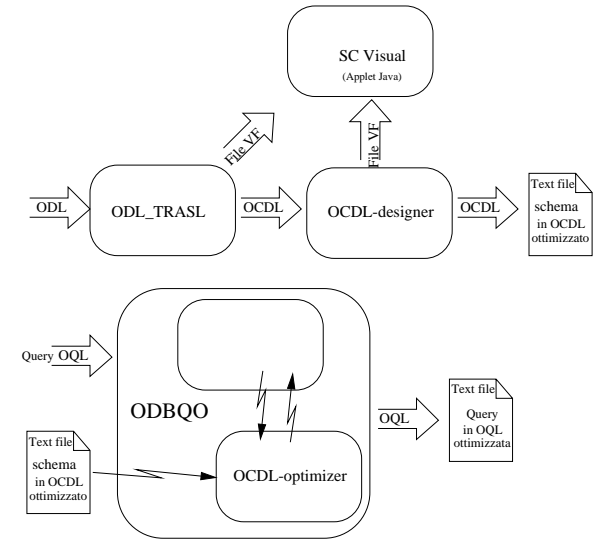 SC Visual
(Applet Java)
File VF
File VF
ODL
ODL_TRASL
OCDL
OCDL-designer
OCDL
Text file
schema
in OCDL
ottimizzato
Query OQL
ODBQO
OQL
Text file
Query
in OQL
ottimizzata
Text file
schema
in OCDL
ottimizzato
OCDL-optimizer